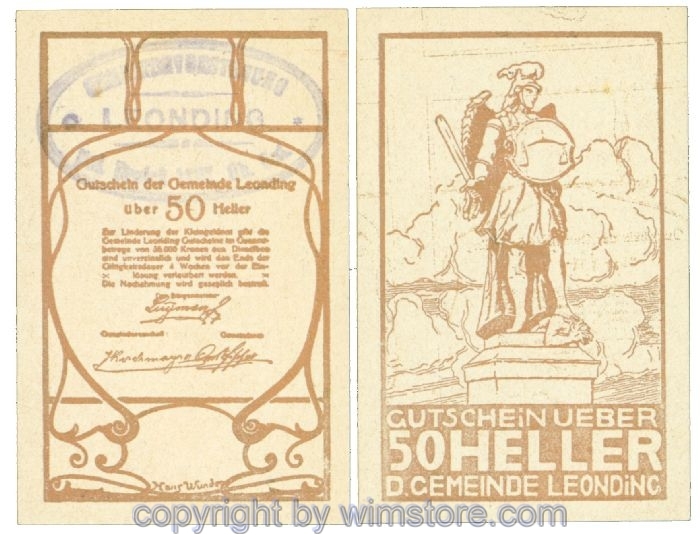 LEONDING
Gutschein der Gemeinde Leonding
über 50 Heller
Zur Linderung der Kleingeldnot gibt die
Gemeinde Leonding Gutscheine im Gesamt-
betrage von 36.000 Kronen aus. Dieselben
sind unverzinslich und wird das Ende der
Gültigkeitsdauer 4 Wochen vor der Ein-
lösung verlautbart werden.
Die Nachahmung wird gesetzlich bestraft.
Der Bürgermeister
Hans Wunder
GUTSCHEIN UEBER
50 HELLER
D. GEMEINDE LEONDING
copyright by wimstore.com